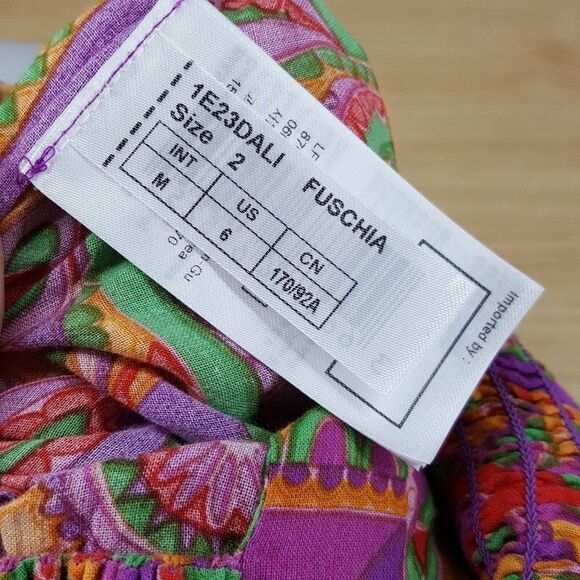 1E23DALI FUSCHIA
Size 2
INT US CN
M 6 170/92A
Imported by :